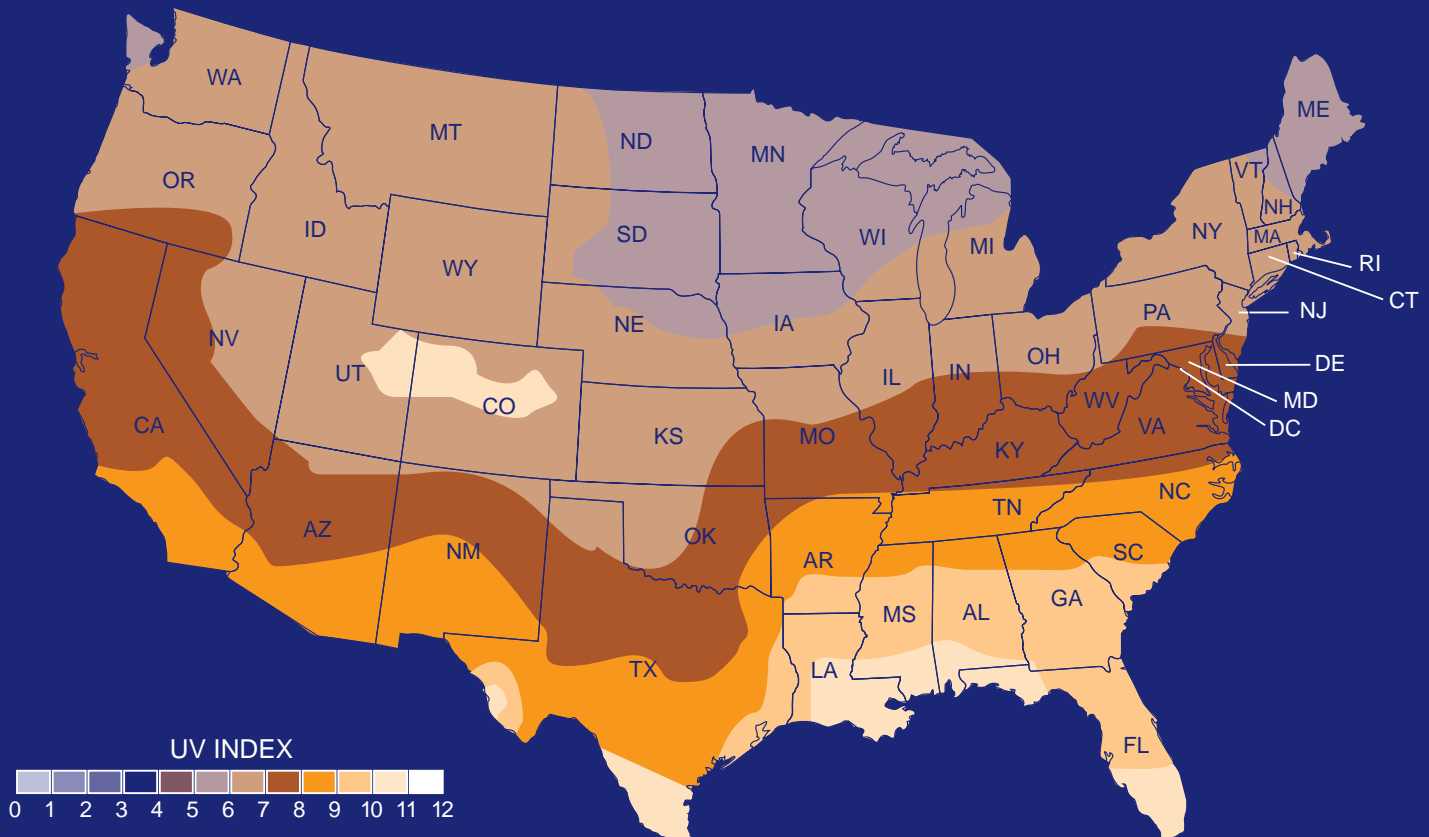 WA
MT
ND
MN
ME
OR
ID
WY
SD
WI
MI
NY
VT
NH
MA
RI
CT
NV
UT
CO
NE
IA
IL
IN
OH
PA
NJ
DE
MD
DC
CA
KS
MO
KY
WV
VA
AZ
NM
OK
AR
TN
NC
SC
MS
AL
GA
TX
LA
FL
UV INDEX
0 1 2 3 4 5 6 7 8 9 10 11 12